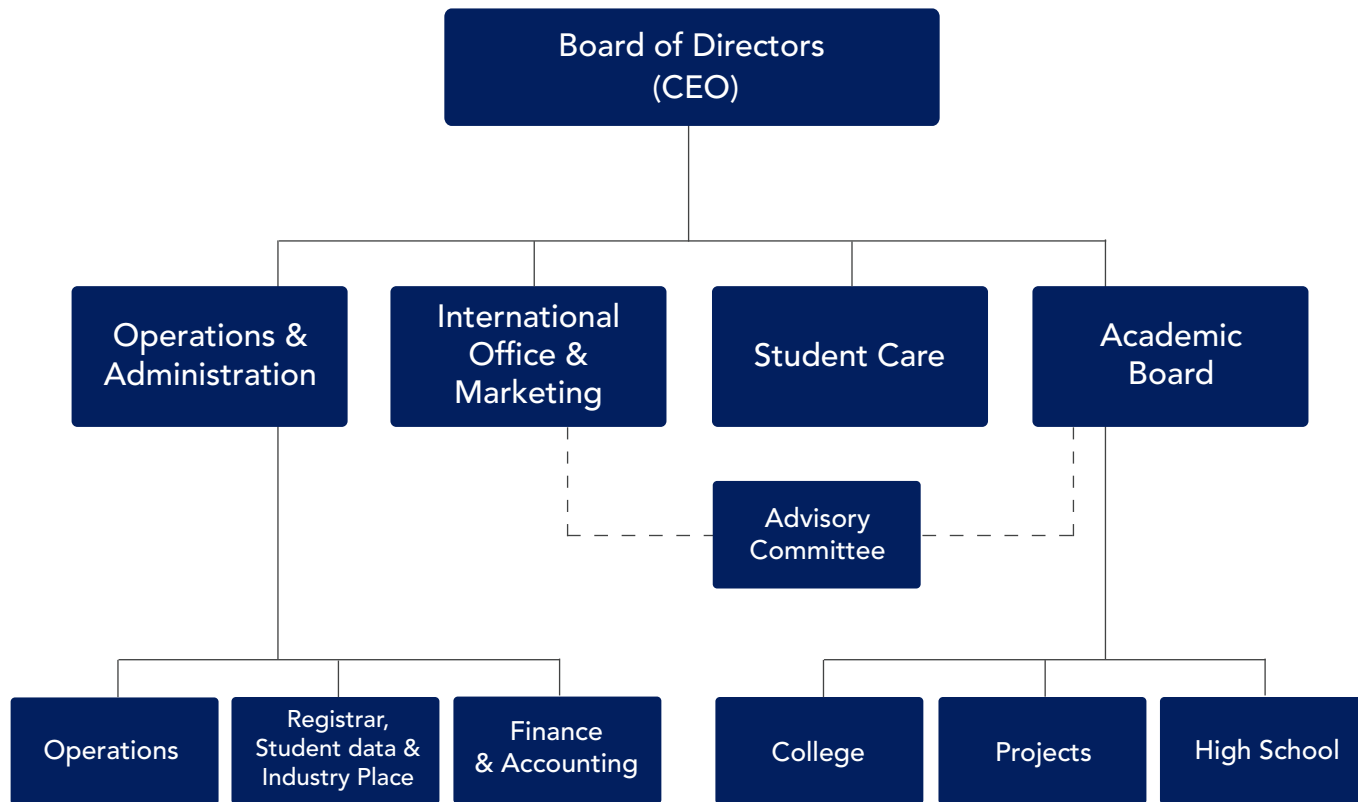 Board of Directors
(CEO)
Operations &
Administration
International
Office &
Marketing
Student Care
Academic
Board
Advisory
Committee
Operations
Registrar,
Student data &
Industry Place
Finance
& Accounting
College
Projects
High School